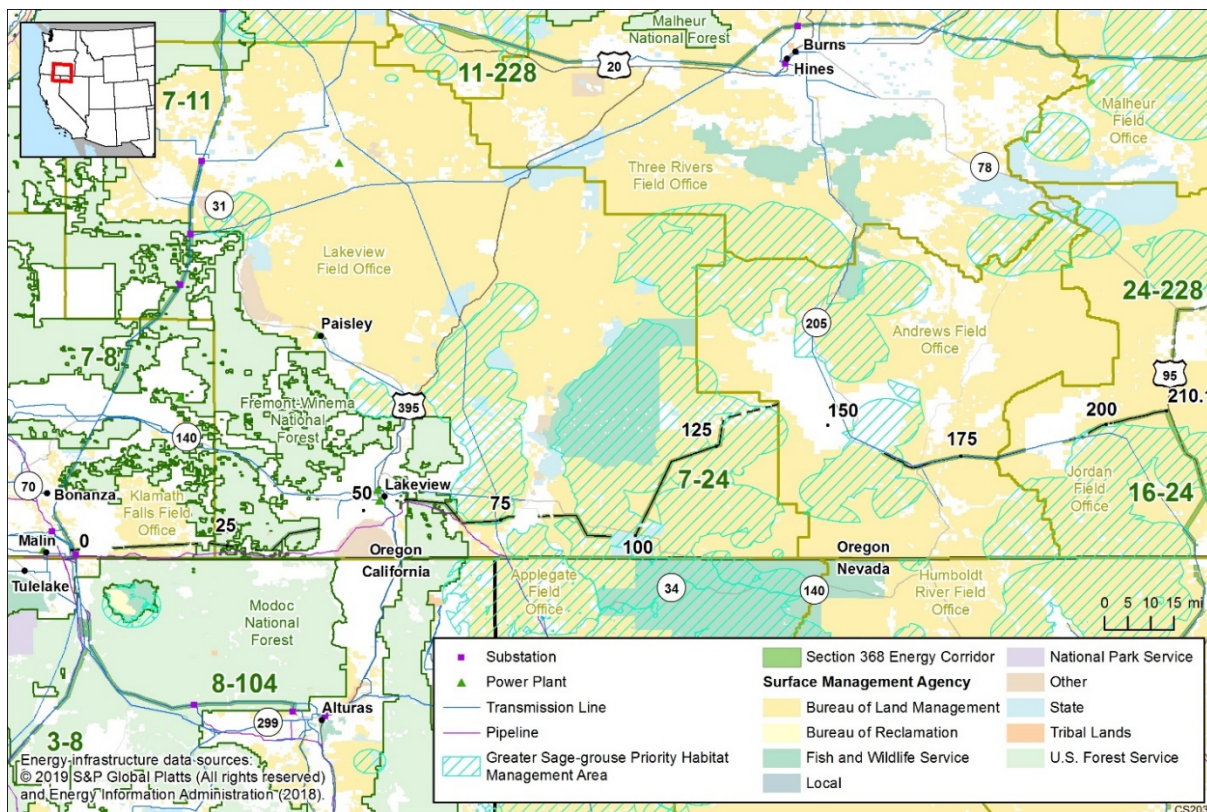 Malheur
National Forest
Burns
Hines
20
11-228
7-11
Malheur
Field
Office
Three Rivers
Field Office
78
31
Lakeview
Field Office
24-228
205
Andrews Field
Office
Paisley
7-8
95
395
Fremont-Winema
National
Forest
150
200
210.1
125
140
175
7-24
70
Bonanza
Klamath
Falls Field
Office
50
Lakeview
75
Jordan
Field Office
16-24
25
Malin
0
100
Oregon
California
Oregon
Nevada
Tulelake
Applegate
Field
Office
34
140
Humboldt
River Field
Office
0 5 10 15 mi
Modoc
National
Forest
8-104
Alturas
299
3-8
Energy infrastructure data sources:
© 2019 S&P Global Platts (All rights reserved)
and Energy Information Administration (2018)
Substation
Power Plant
Transmission Line
Pipeline
Greater Sage-grouse Priority Habitat
Management Area
Section 368 Energy Corridor
Surface Management Agency
Bureau of Land Management
Bureau of Reclamation
Fish and Wildlife Service
Local
National Park Service
Other
State
Tribal Lands
U.S. Forest Service
CS203